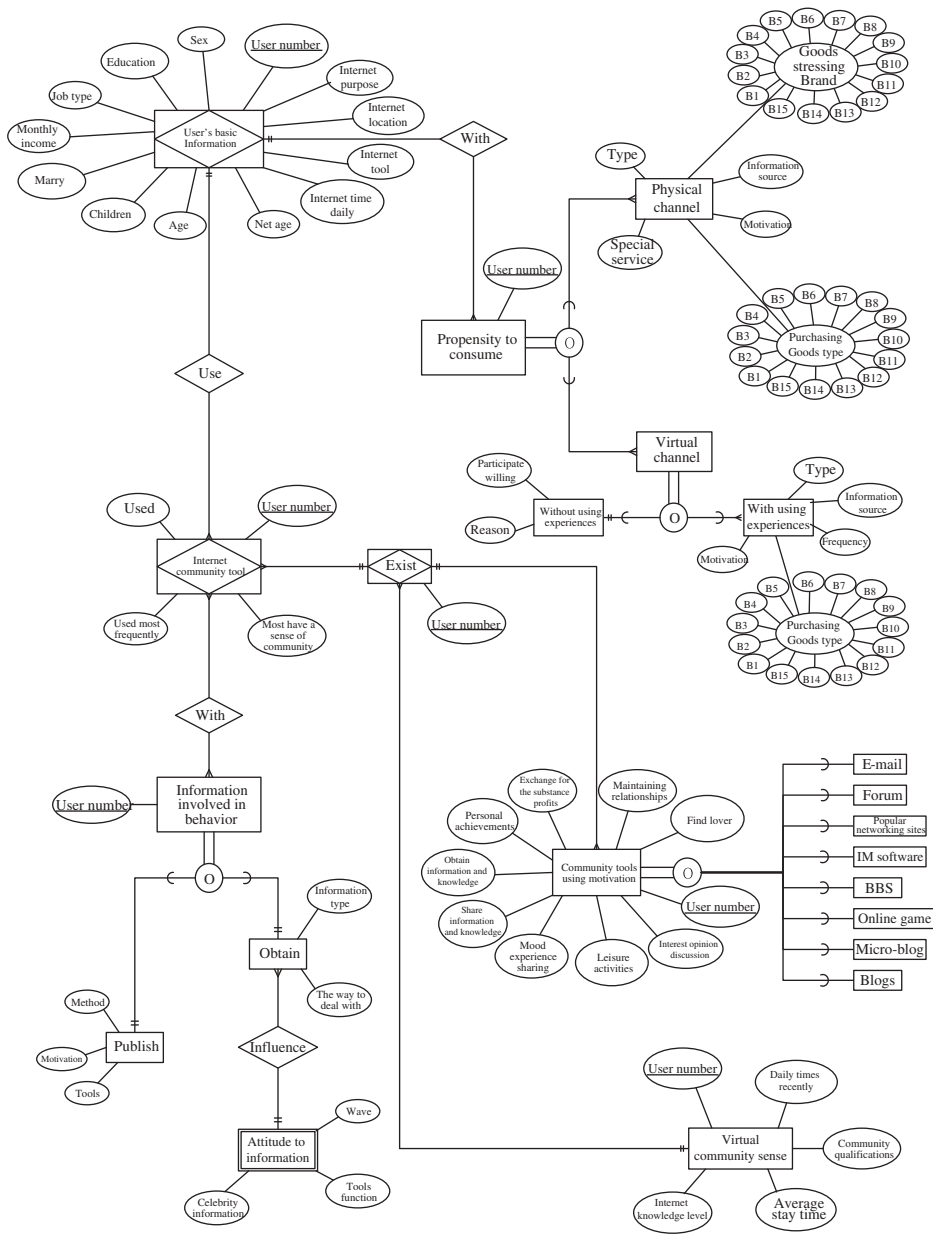 Sex
User number
Education
Internet
purpose
Job type
Internet
location
Monthly
income
User's basic
Information
Internet
tool
Marry
Internet time
daily
Children
Age
Net age
With
B1
B2
B3
B4
B5
B6
B7
B8
B9
B10
B11
B12
B13
B14
B15
Goods
stressing
Brand
Type
Information
source
Physical
channel
Motivation
Special
service
User number
Propensity to
consume
O
B1
B2
B3
B4
B5
B6
B7
B8
B9
B10
B11
B12
B13
B14
B15
Purchasing
Goods type
Use
Virtual
channel
Participate
willing
Without using
experiences
Reason
O
Type
With using
experiences
Information
source
Frequency
Motivation
B1
B2
B3
B4
B5
B6
B7
B8
B9
B10
B11
B12
B13
B14
B15
Purchasing
Goods type
Used
User number
Internet
community tool
Used most
frequently
Most have a
sense of
community
Exist
User number
With
Information
involved in
behavior
User number
O
Information
type
Obtain
The way to
deal with
Method
Motivation
Publish
Tools
Influence
Wave
Attitude to
information
Celebrity
information
Tools
function
Exchange for
the substance
profits
Maintaining
relationships
Personal
achievements
Find lover
Obtain
information and
knowledge
Community tools
using motivation
O
Share
information
and knowledge
User number
Mood
experience
sharing
Leisure
activities
Interest opinion
discussion
E-mail
Forum
Popular
networking sites
IM software
BBS
Online game
Micro-blog
Blogs
User number
Daily times
recently
Virtual
community sense
Community
qualifications
Internet
knowledge level
Average
stay time